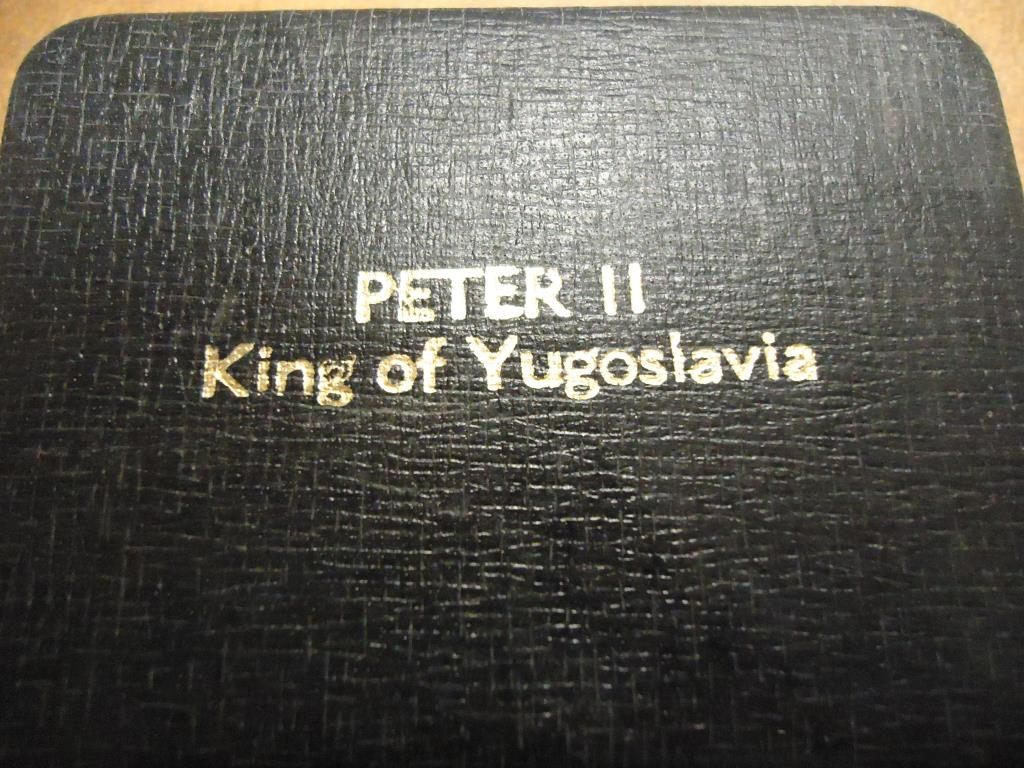 PETER II
King of Yugoslavia